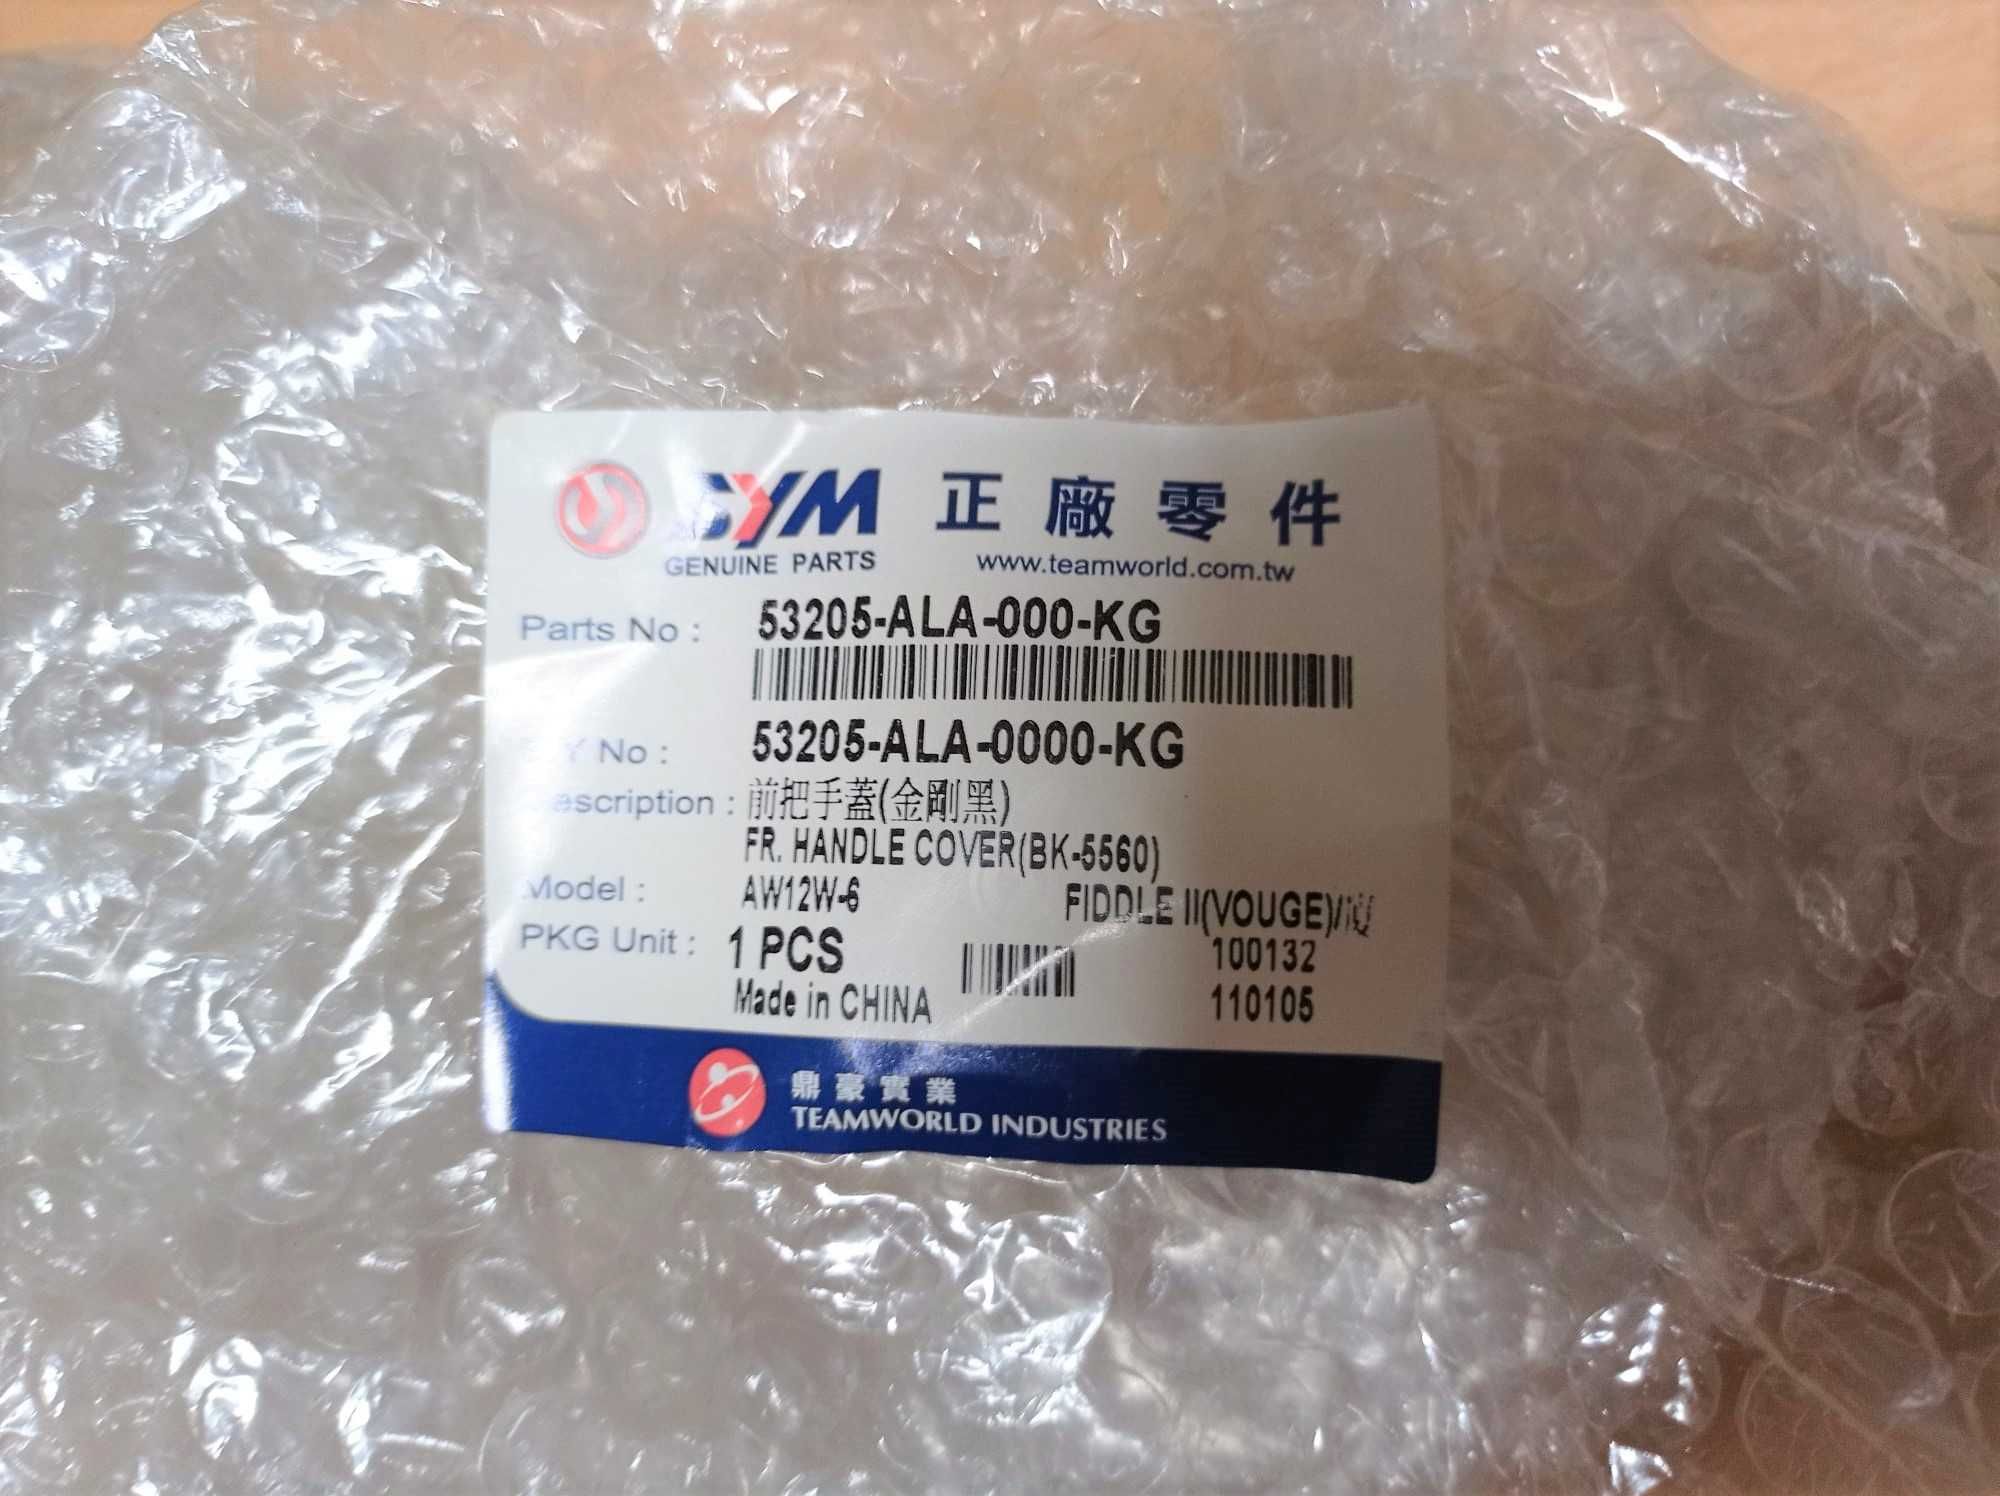 SYM 正廠零件
GENUINE PARTS www.teamworld.com.tw
Parts No : 53205-ALA-000-KG
Y No : 53205-ALA-0000-KG
Description : 前把手蓋(金剛黑)
FR. HANDLE COVER(BK-5560)
Model : AW12W-6 FIDDLE II(VOUGE)/
PKG Unit : 1 PCS 100132
Made in CHINA 110105
鼎豪實業
TEAMWORLD INDUSTRIES